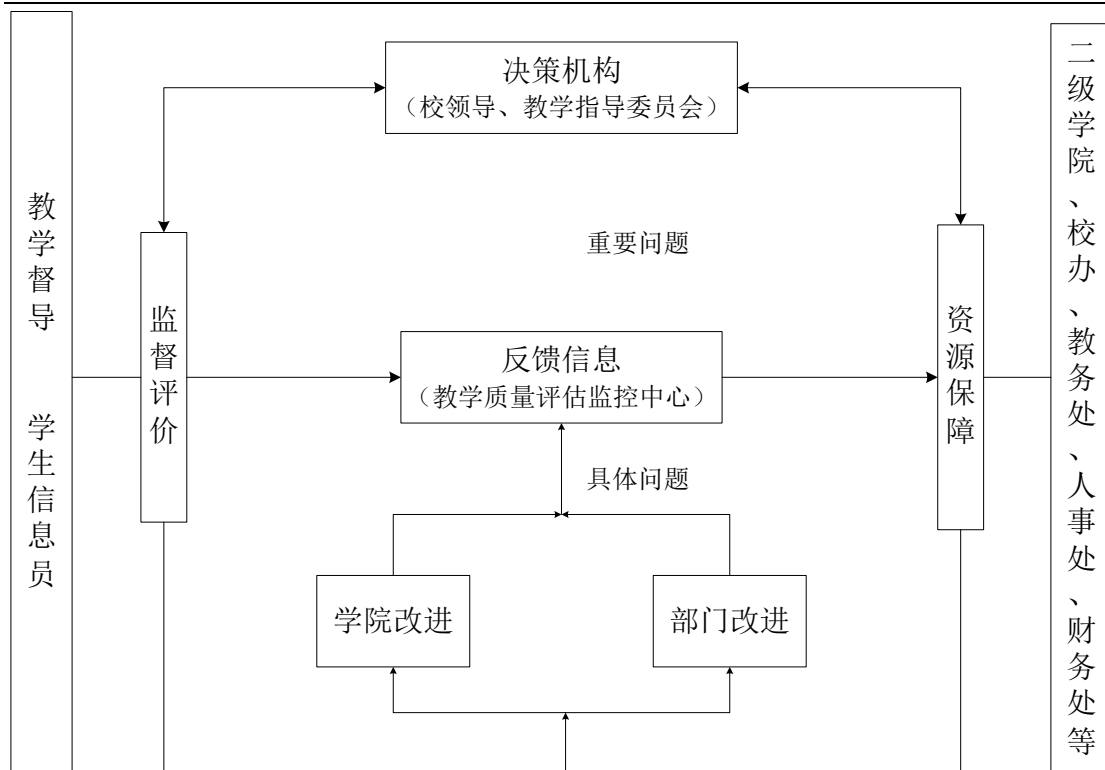 决策机构
（校领导、教学指导委员会）
教学督导
学生信息员
监督评价
重要问题
反馈信息
（教学质量评估监控中心）
具体问题
学院改进
部门改进
资源保障
二级学院、校办、教务处、人事处、财务处等